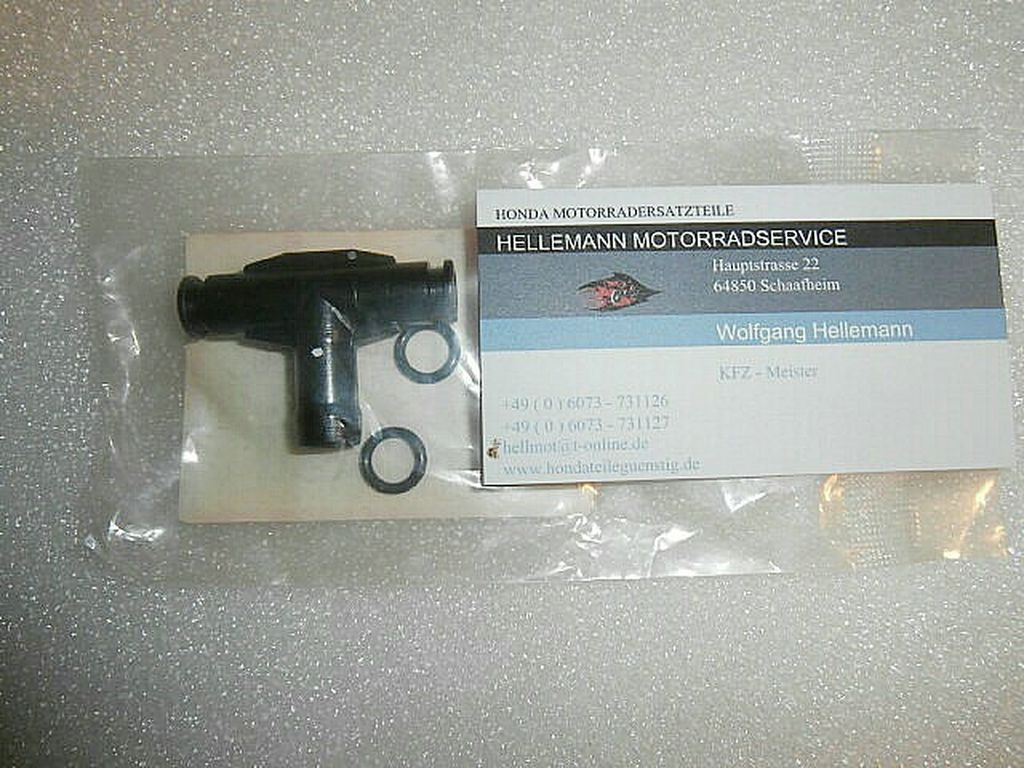 HONDA MOTORRADERSATZTEILE
HELLEMANN MOTORRADSERVICE
Hauptstrasse 22
64850 Schaafheim
Wolfgang Hellemann
KFZ - Meister
+49 ( 0 ) 6073 - 731126
+49 ( 0 ) 6073 - 731127
hellmot@t-online.de
www.hondateileguenstig.de